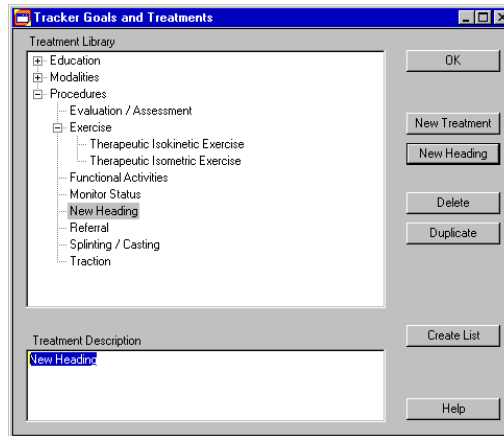 Tracker Goals and Treatments
Treatment Library
Education
Modalities
Procedures
Evaluation / Assessment
Exercise
Therapeutic Isokinetic Exercise
Therapeutic Isometric Exercise
Functional Activities
Monitor Status
New Heading
Referral
Splinting / Casting
Traction
OK
New Treatment
New Heading
Delete
Duplicate
Create List
Help
Treatment Description
New Heading